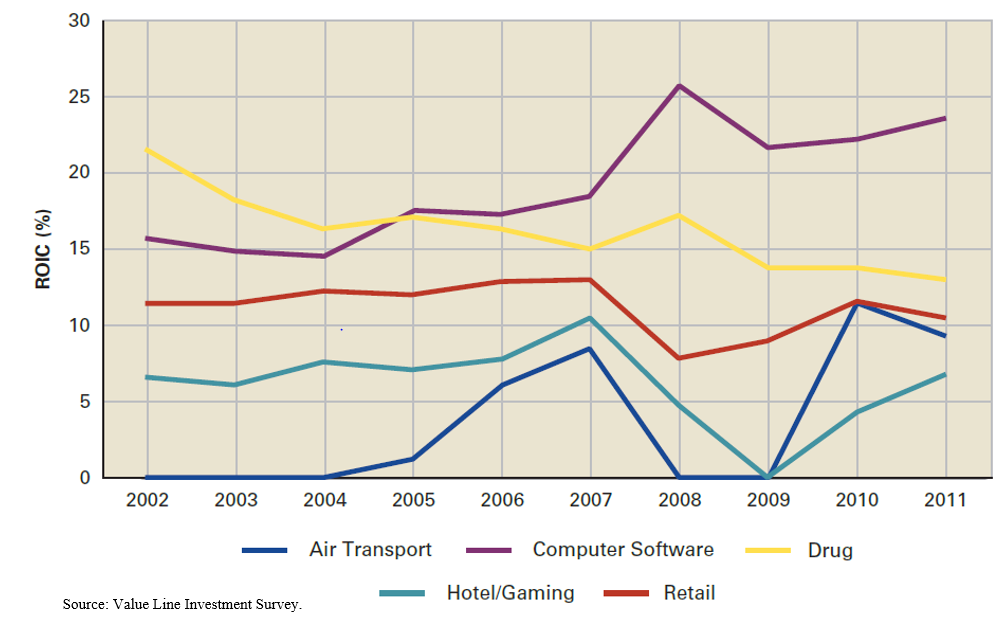 30
25
20
15
10
5
0
ROIC (%)
2002 2003 2004 2005 2006 2007 2008 2009 2010 2011
Air Transport Computer Software Drug
Hotel/Gaming Retail
Source: Value Line Investment Survey.